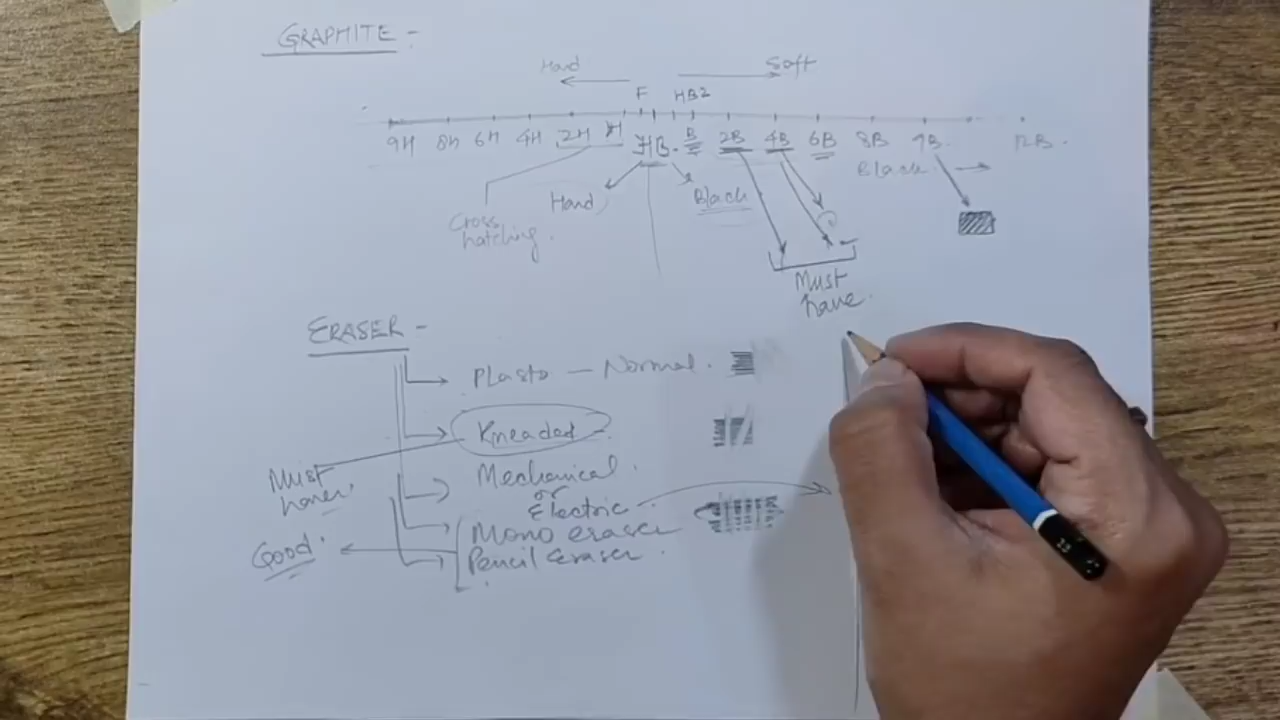 GRAPHITE -
Hard Soft
F HB2
9H 8H 6H 4H 2H H HB. B 2B 4B 6B 8B 9B. 12B.
Hard Black Black
Cross
hatching.
Must
have.
ERASER -
Plasto - Normal.
Kneaded
Must
have.
Mechanical.
or
Electric.
Mono eraser
Good. Pencil eraser.